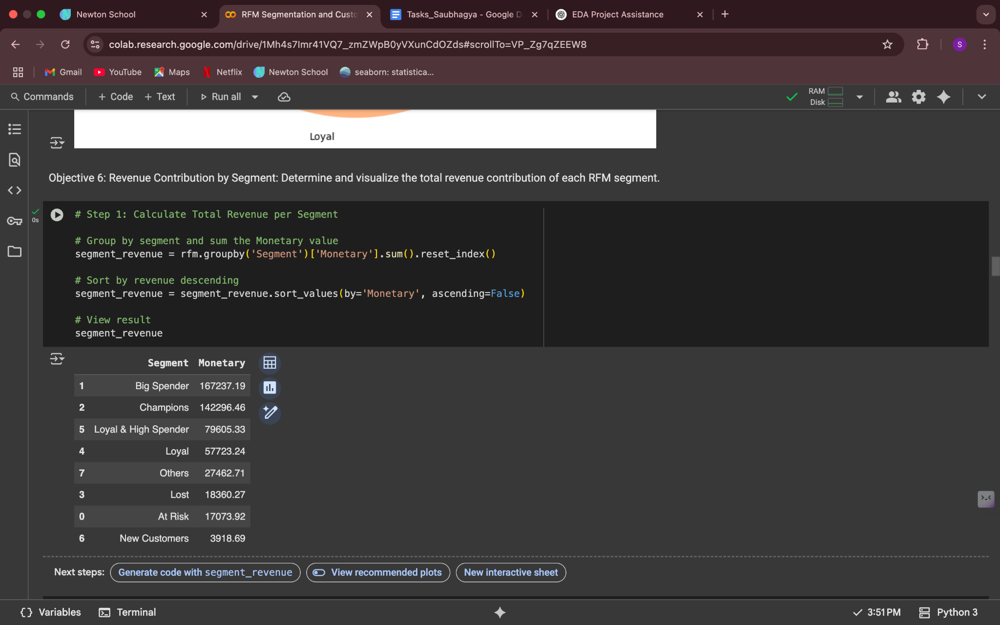 Newton School
RFM Segmentation and Custo
Tasks_Saubhagya - Google D
EDA Project Assistance
colab.research.google.com/drive/1Mh4s7Imr41VQ7_zmZWpB0yVXunCdOZds#scrollTo=VP_Zg7qZEEW8
S
Gmail
YouTube
Maps
Netflix
Newton School
seaborn: statistica...
Commands
+ Code
+ Text
Run all
RAM
Disk
Loyal
Objective 6: Revenue Contribution by Segment: Determine and visualize the total revenue contribution of each RFM segment.
0s
# Step 1: Calculate Total Revenue per Segment
# Group by segment and sum the Monetary value
segment_revenue = rfm.groupby('Segment')['Monetary'].sum().reset_index()
# Sort by revenue descending
segment_revenue = segment_revenue.sort_values(by='Monetary', ascending=False)
# View result
segment_revenue
Segment Monetary
1 Big Spender 167237.19
2 Champions 142296.46
5 Loyal & High Spender 79605.33
4 Loyal 57723.24
7 Others 27462.71
3 Lost 18360.27
0 At Risk 17073.92
6 New Customers 3918.69
Next steps: Generate code with segment_revenue View recommended plots New interactive sheet
Variables
Terminal
3:51 PM
Python 3